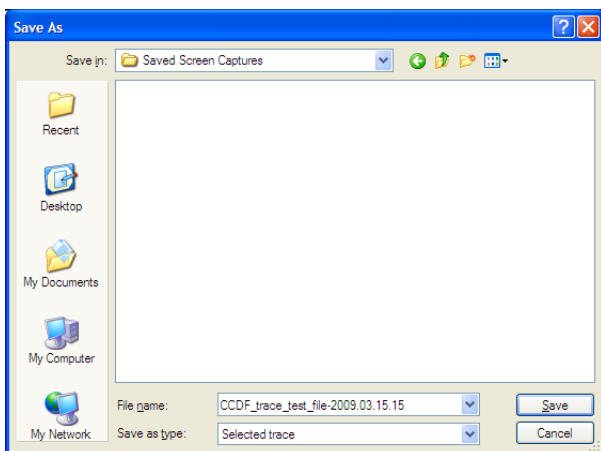 Save As
Save in: Saved Screen Captures
Recent
Desktop
My Documents
My Computer
My Network
File name: CCDF_trace_test_file-2009.03.15.15 Save
Save as type: Selected trace Cancel